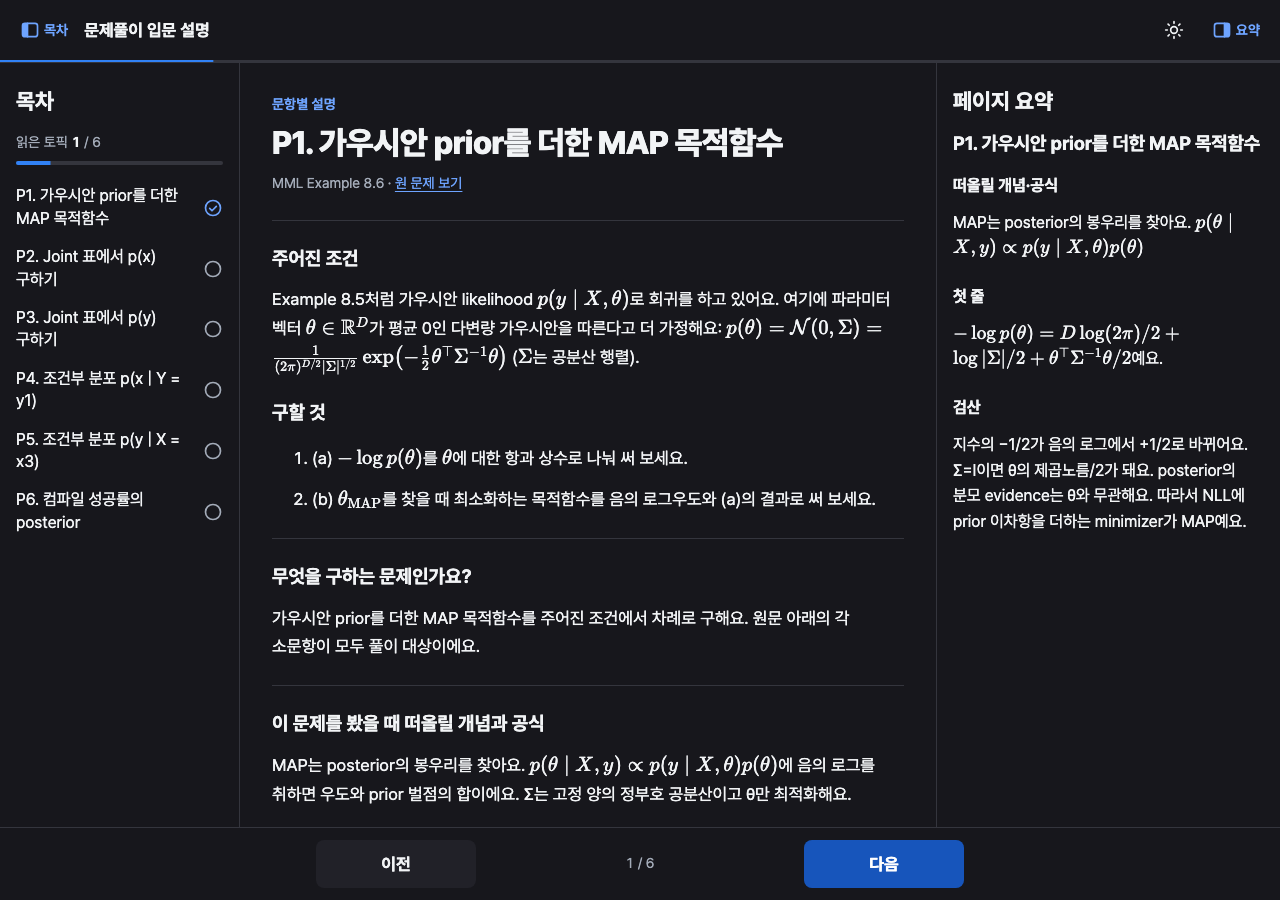 목차
문제풀이 입문 설명
요약
목차
읽은 토픽 1 / 6
P1. 가우시안 prior를 더한
MAP 목적함수
P2. Joint 표에서 p(x)
구하기
P3. Joint 표에서 p(y)
구하기
P4. 조건부 분포 p(x | Y =
y1)
P5. 조건부 분포 p(y | X =
x3)
P6. 컴파일 성공률의
posterior
문항별 설명
P1. 가우시안 prior를 더한 MAP 목적함수
MML Example 8.6 · 원 문제 보기
주어진 조건
Example 8.5처럼 가우시안 likelihood p(y | X, θ)로 회귀를 하고 있어요. 여기에 파라미터
벡터 θ ∈ ℝ^D가 평균 0인 다변량 가우시안을 따른다고 더 가정해요: p(θ) = 𝒩(0, Σ) =
1/((2π)^{D/2}|Σ|^{1/2}) exp(−½θ^⊤Σ^{−1}θ) (Σ는 공분산 행렬).
구할 것
1. (a) − log p(θ)를 θ에 대한 항과 상수로 나눠 써 보세요.
2. (b) θ_MAP를 찾을 때 최소화하는 목적함수를 음의 로그우도와 (a)의 결과로 써 보세요.
무엇을 구하는 문제인가요?
가우시안 prior를 더한 MAP 목적함수를 주어진 조건에서 차례로 구해요. 원문 아래의 각
소문항이 모두 풀이 대상이에요.
이 문제를 봤을 때 떠올릴 개념과 공식
MAP는 posterior의 봉우리를 찾아요. p(θ | X, y) ∝ p(y | X, θ)p(θ)에 음의 로그를
취하면 우도와 prior 벌점의 합이에요. Σ는 고정 양의 정부호 공분산이고 θ만 최적화해요.
페이지 요약
P1. 가우시안 prior를 더한 MAP 목적함수
떠올릴 개념·공식
MAP는 posterior의 봉우리를 찾아요. p(θ |
X, y) ∝ p(y | X, θ)p(θ)
첫 줄
− log p(θ) = D log(2π)/2 +
log |Σ|/2 + θ^⊤Σ^{−1}θ/2예요.
검산
지수의 −1/2가 음의 로그에서 +1/2로 바뀌어요.
Σ=I이면 θ의 제곱노름/2가 돼요. posterior의
분모 evidence는 θ와 무관해요. 따라서 NLL에
prior 이차항을 더하는 minimizer가 MAP예요.
이전
1 / 6
다음